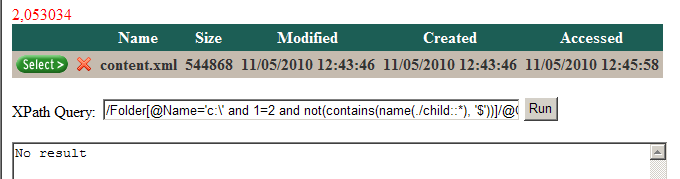 2,053034
Name Size Modified Created Accessed
Select > content.xml 544868 11/05/2010 12:43:46 11/05/2010 12:43:46 11/05/2010 12:45:58
XPath Query: /Folder[@Name='c:\' and 1=2 and not(contains(name(./child::*), '$'))]/@ Run
No result